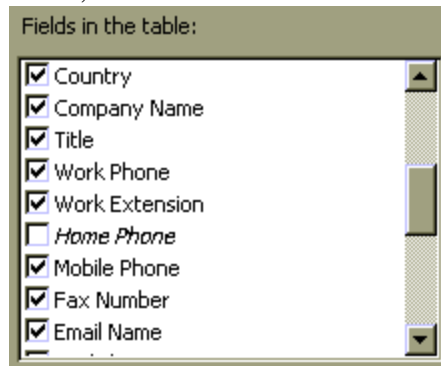 Fields in the table:
Country
Company Name
Title
Work Phone
Work Extension
Home Phone
Mobile Phone
Fax Number
Email Name